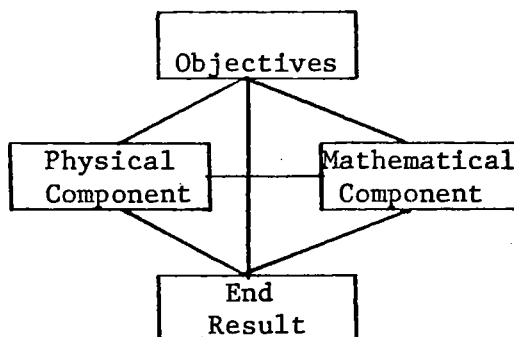 Objectives
Physical
Component
Mathematical
Component
End
Result